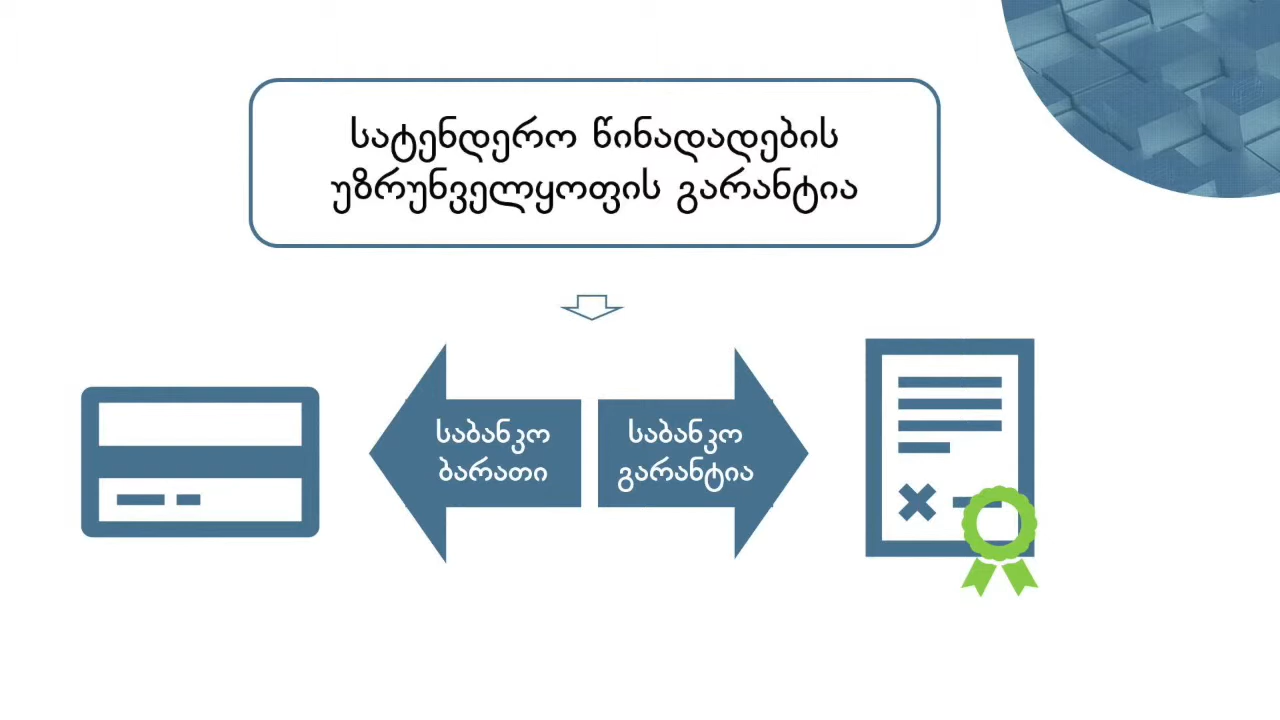 სატენდერო წინადადების
უზრუნველყოფის გარანტია
საბანკო
ბარათი
საბანკო
გარანტია